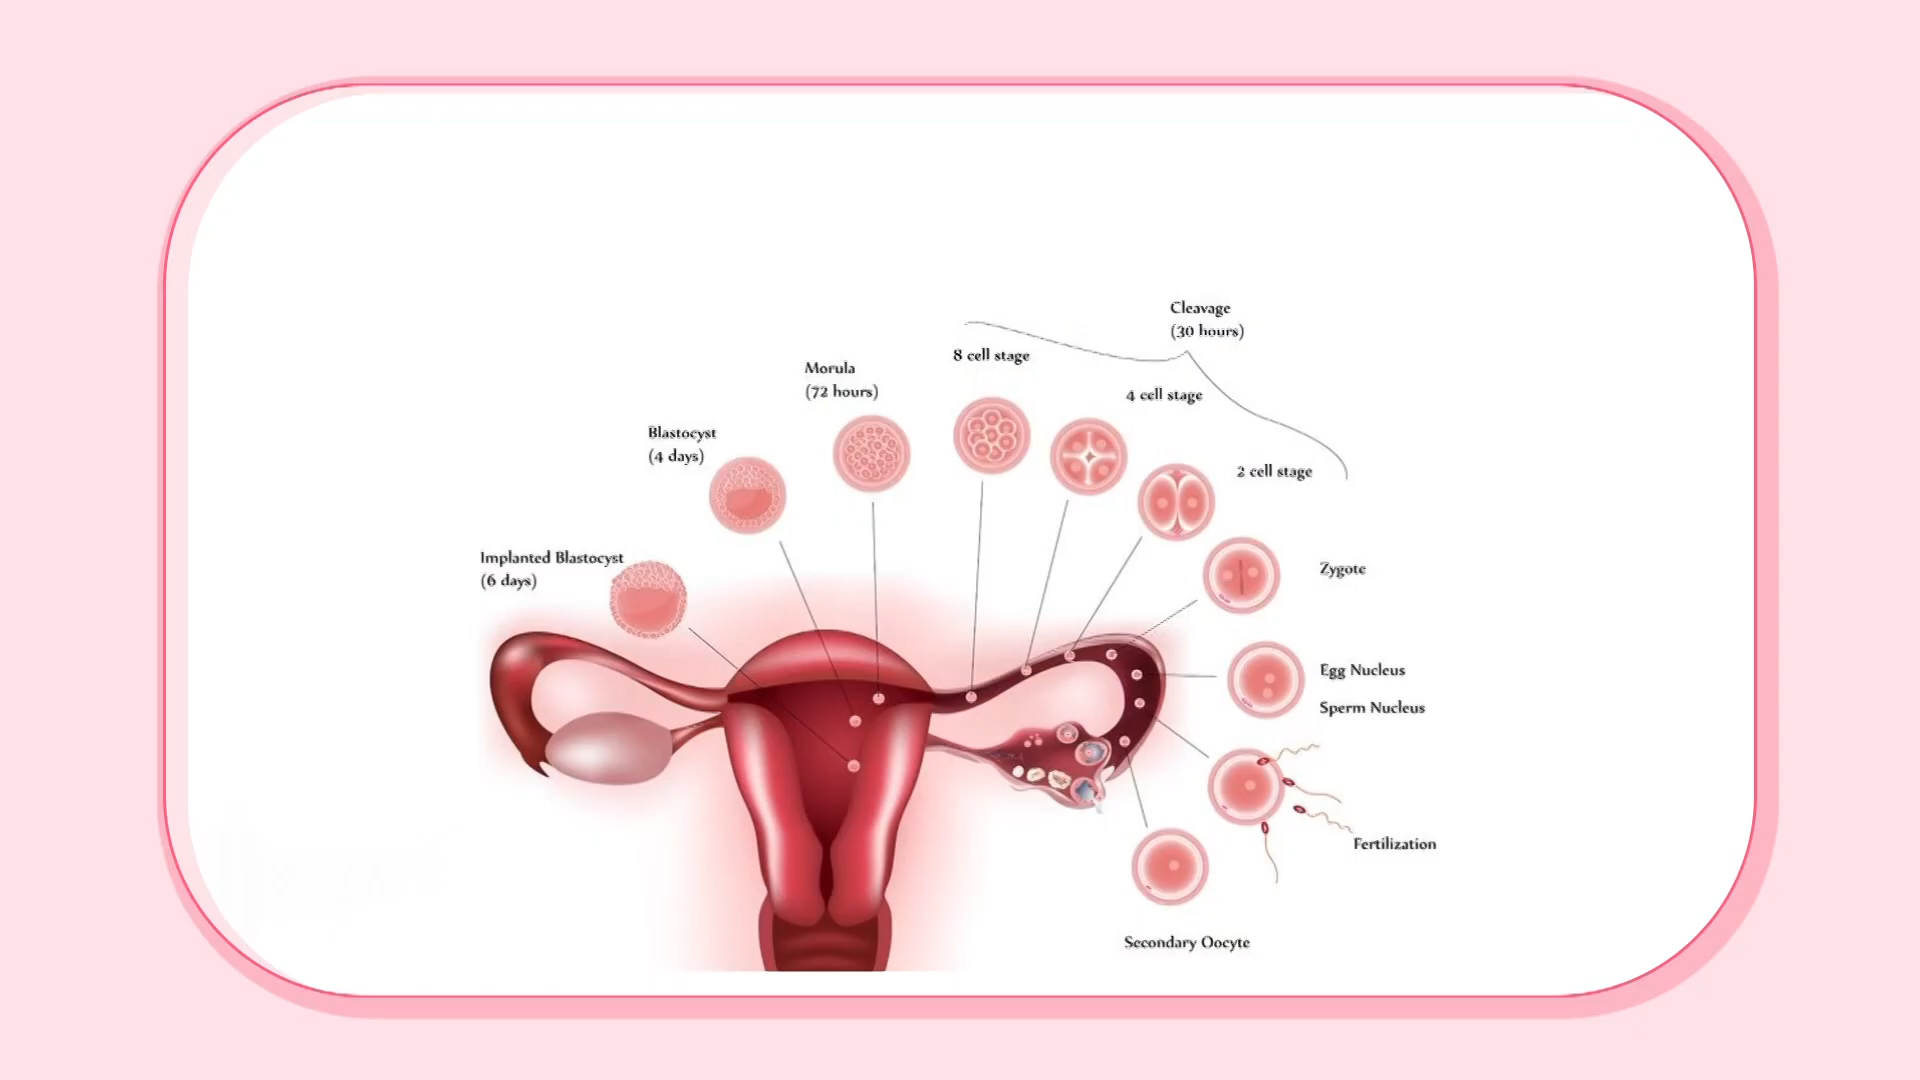 Cleavage
(30 hours)
8 cell stage
Morula
(72 hours)
4 cell stage
Blastocyst
(4 days)
2 cell stage
Implanted Blastocyst
(6 days)
Zygote
Egg Nucleus
Sperm Nucleus
Fertilization
Secondary Oocyte